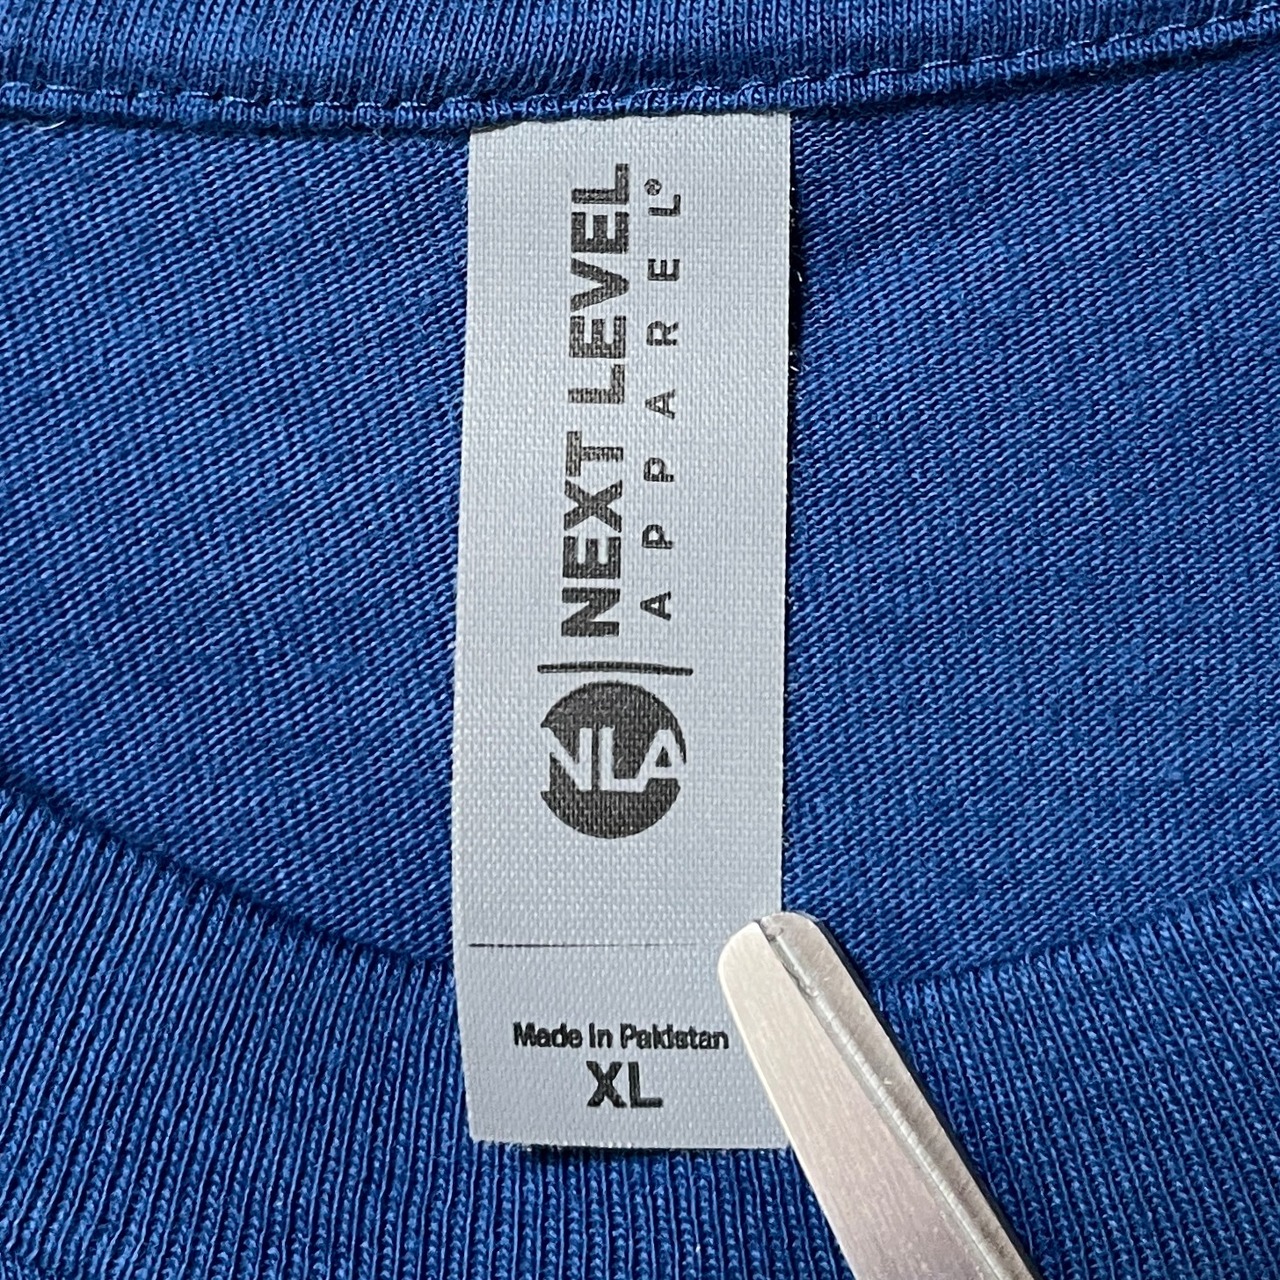 NEXT LEVEL
APPAREL®
NLA
Made In Pakistan
XL